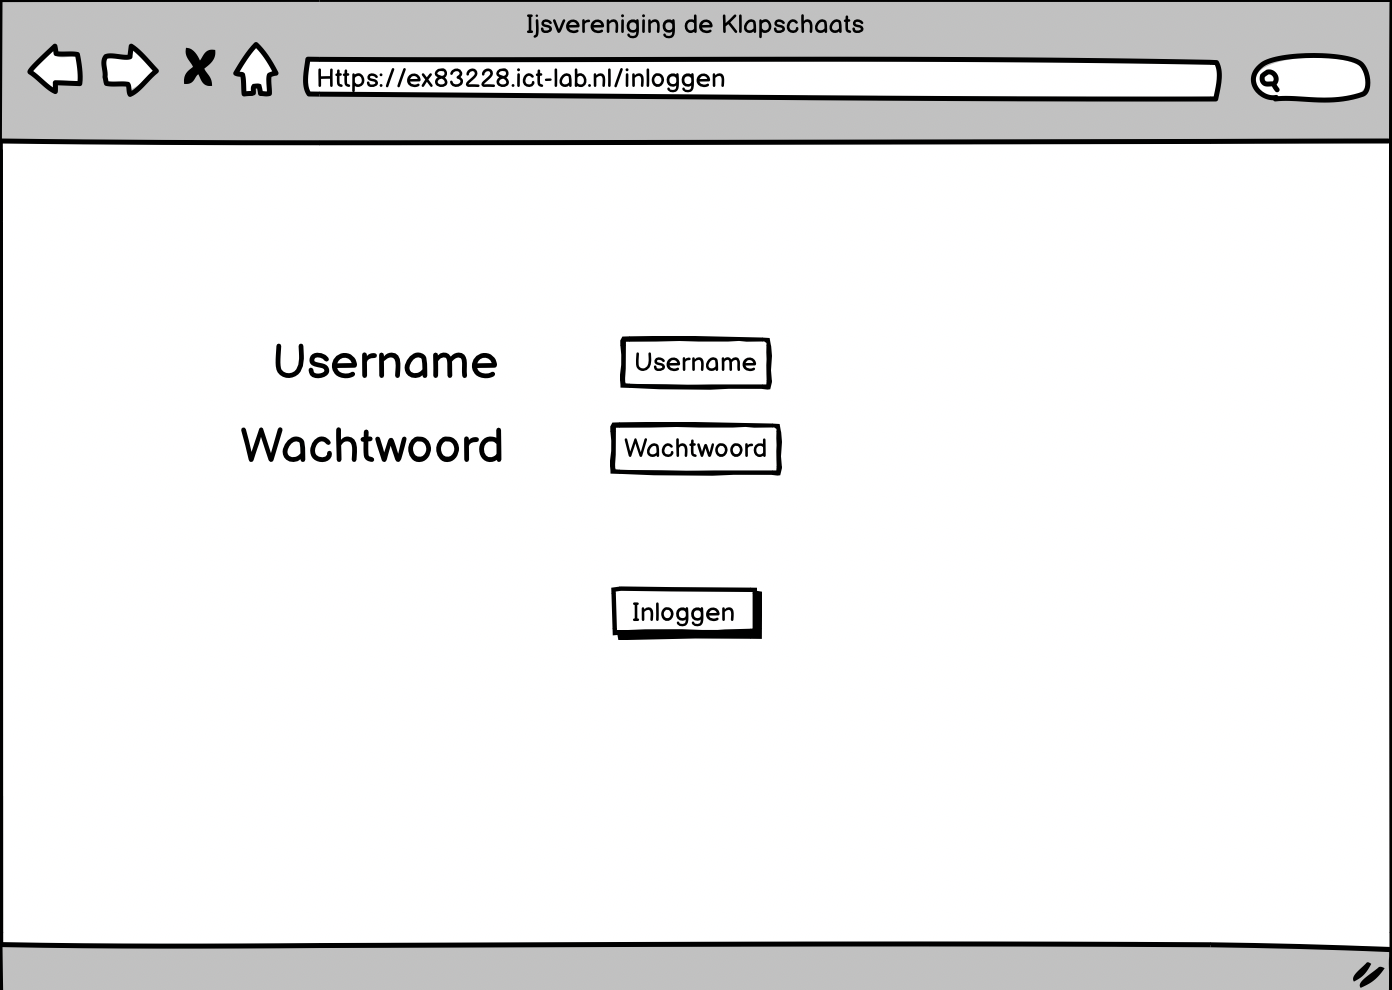 Ijsvereniging de Klapschaats
Https://ex83228.ict-lab.nl/inloggen
Username Username
Wachtwoord Wachtwoord
Inloggen